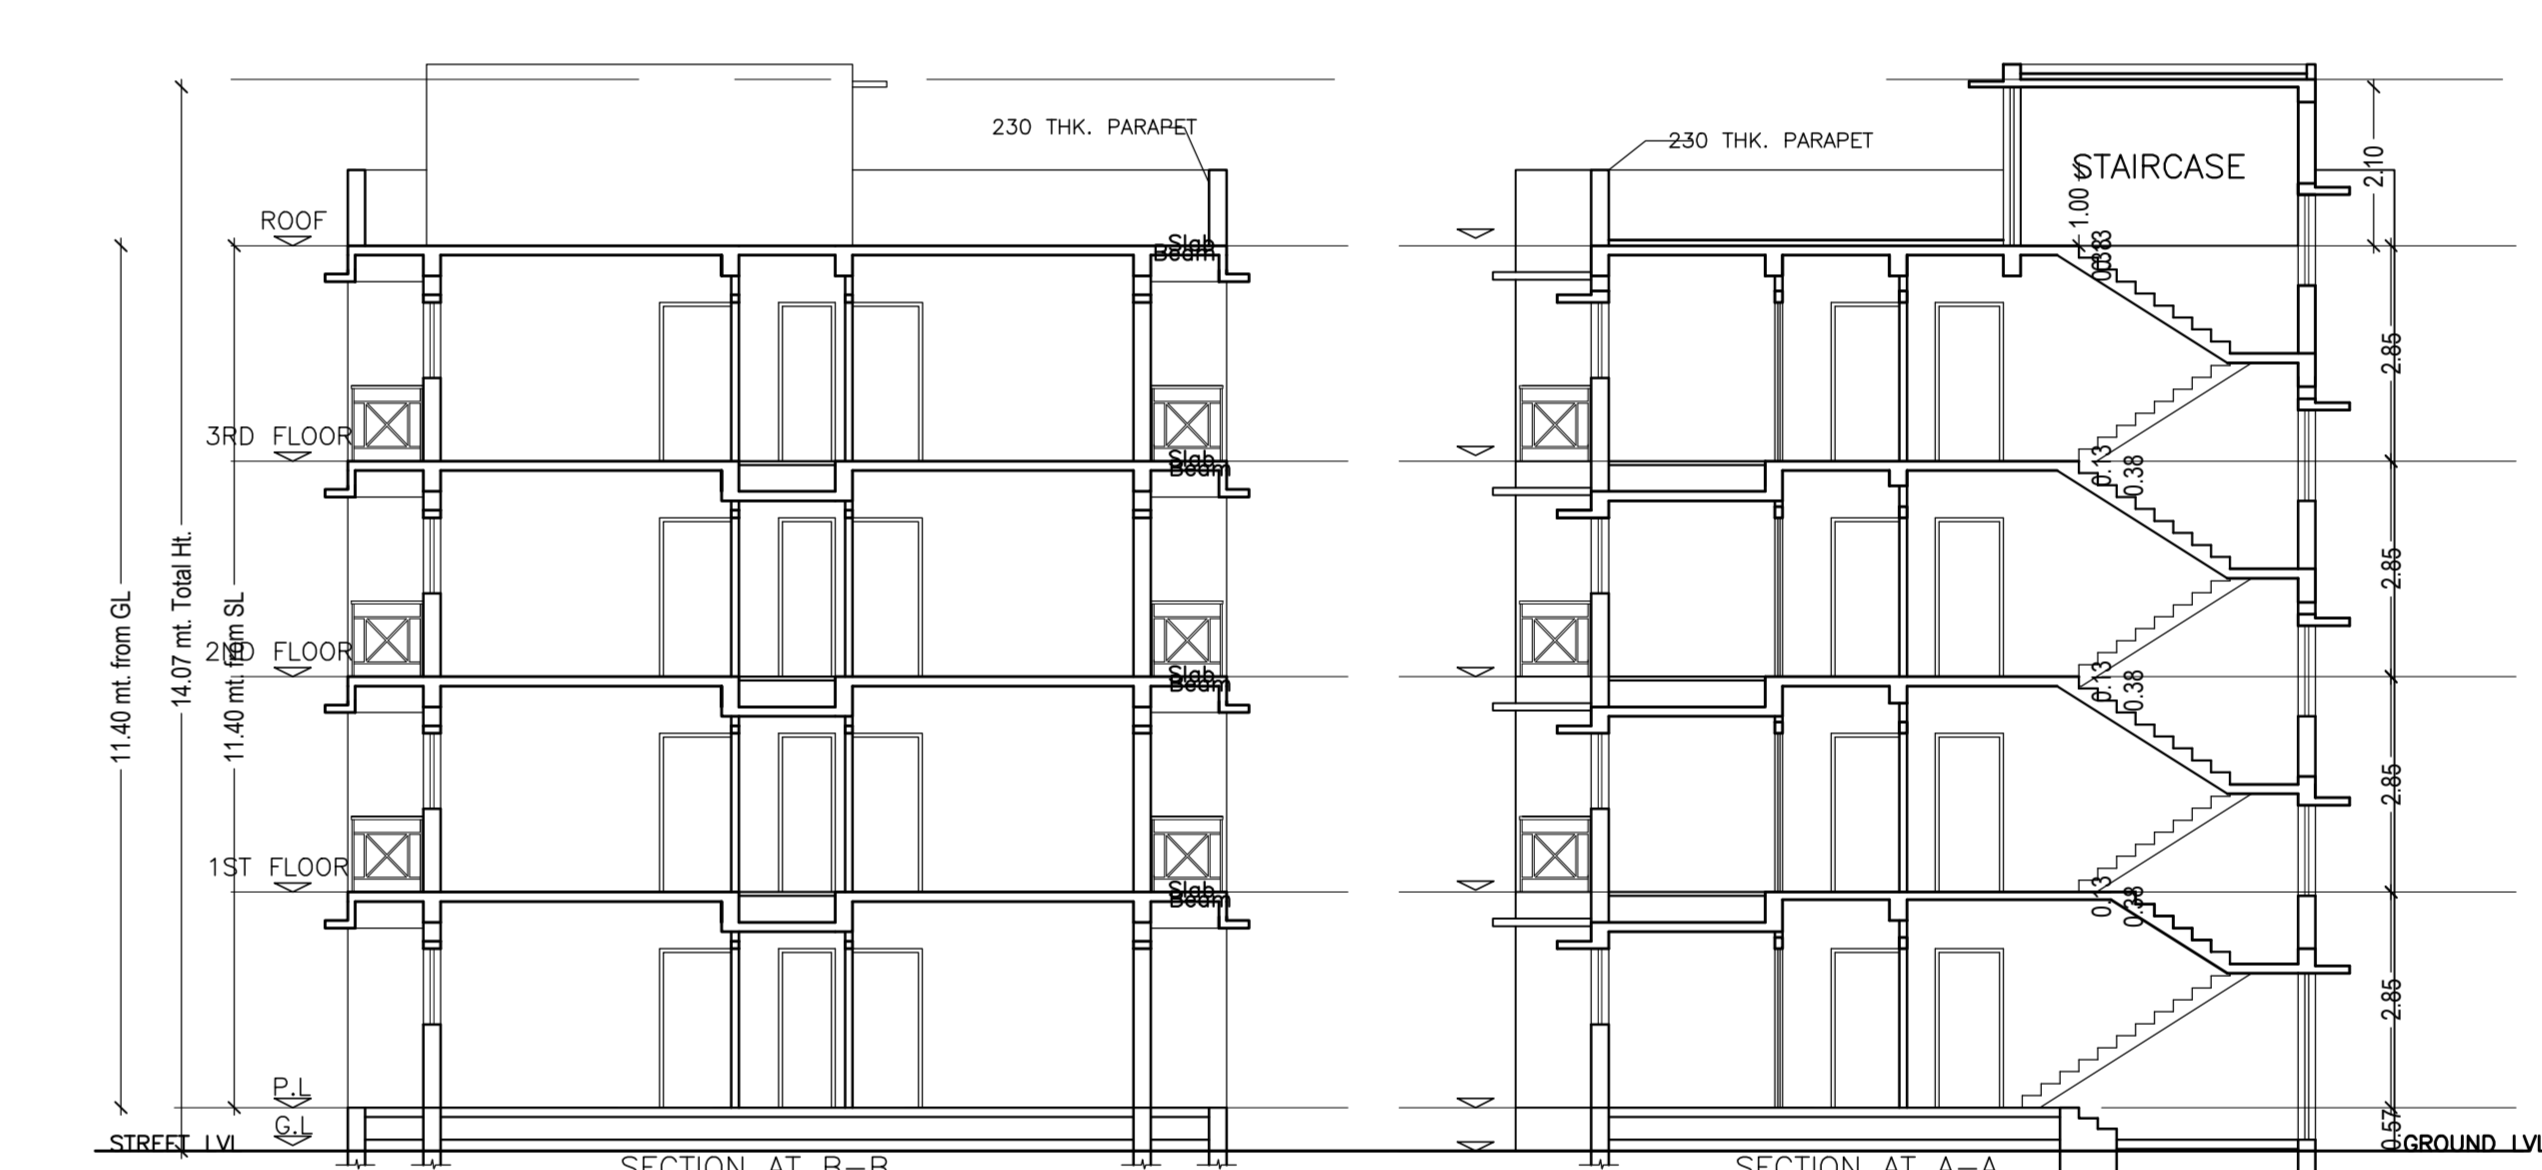 230 THK. PARAPET
ROOF
Slab
Beam
3RD FLOOR
Slab
Beam
2ND FLOOR
Slab
Beam
1ST FLOOR
Slab
Beam
P.L
G.L
STREET LVL
11.40 mt. from GL
14.07 mt. Total Ht.
11.40 mt. from SL
SECTION AT B-B
230 THK. PARAPET
STAIRCASE
1.00
2.10
2.85
0.13
0.38
2.85
0.13
0.38
2.85
0.13
0.38
2.85
0.57
GROUND LVL
SECTION AT A-A